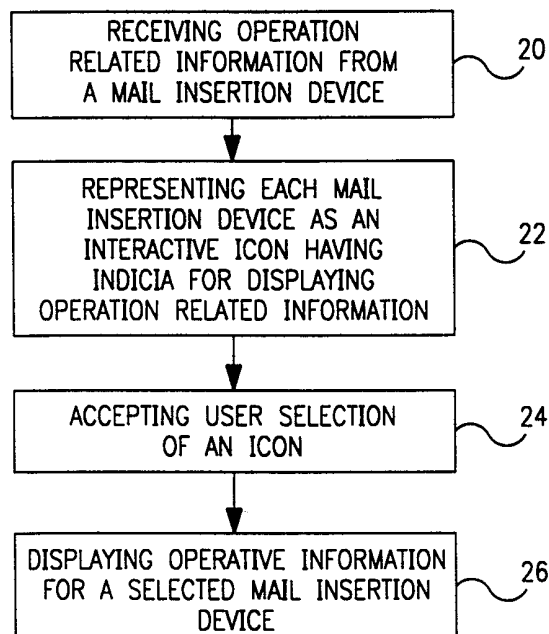 RECEIVING OPERATION
RELATED INFORMATION FROM
A MAIL INSERTION DEVICE
20
REPRESENTING EACH MAIL
INSERTION DEVICE AS AN
INTERACTIVE ICON HAVING
INDICIA FOR DISPLAYING
OPERATION RELATED INFORMATION
22
ACCEPTING USER SELECTION
OF AN ICON
24
DISPLAYING OPERATIVE INFORMATION
FOR A SELECTED MAIL INSERTION
DEVICE
26